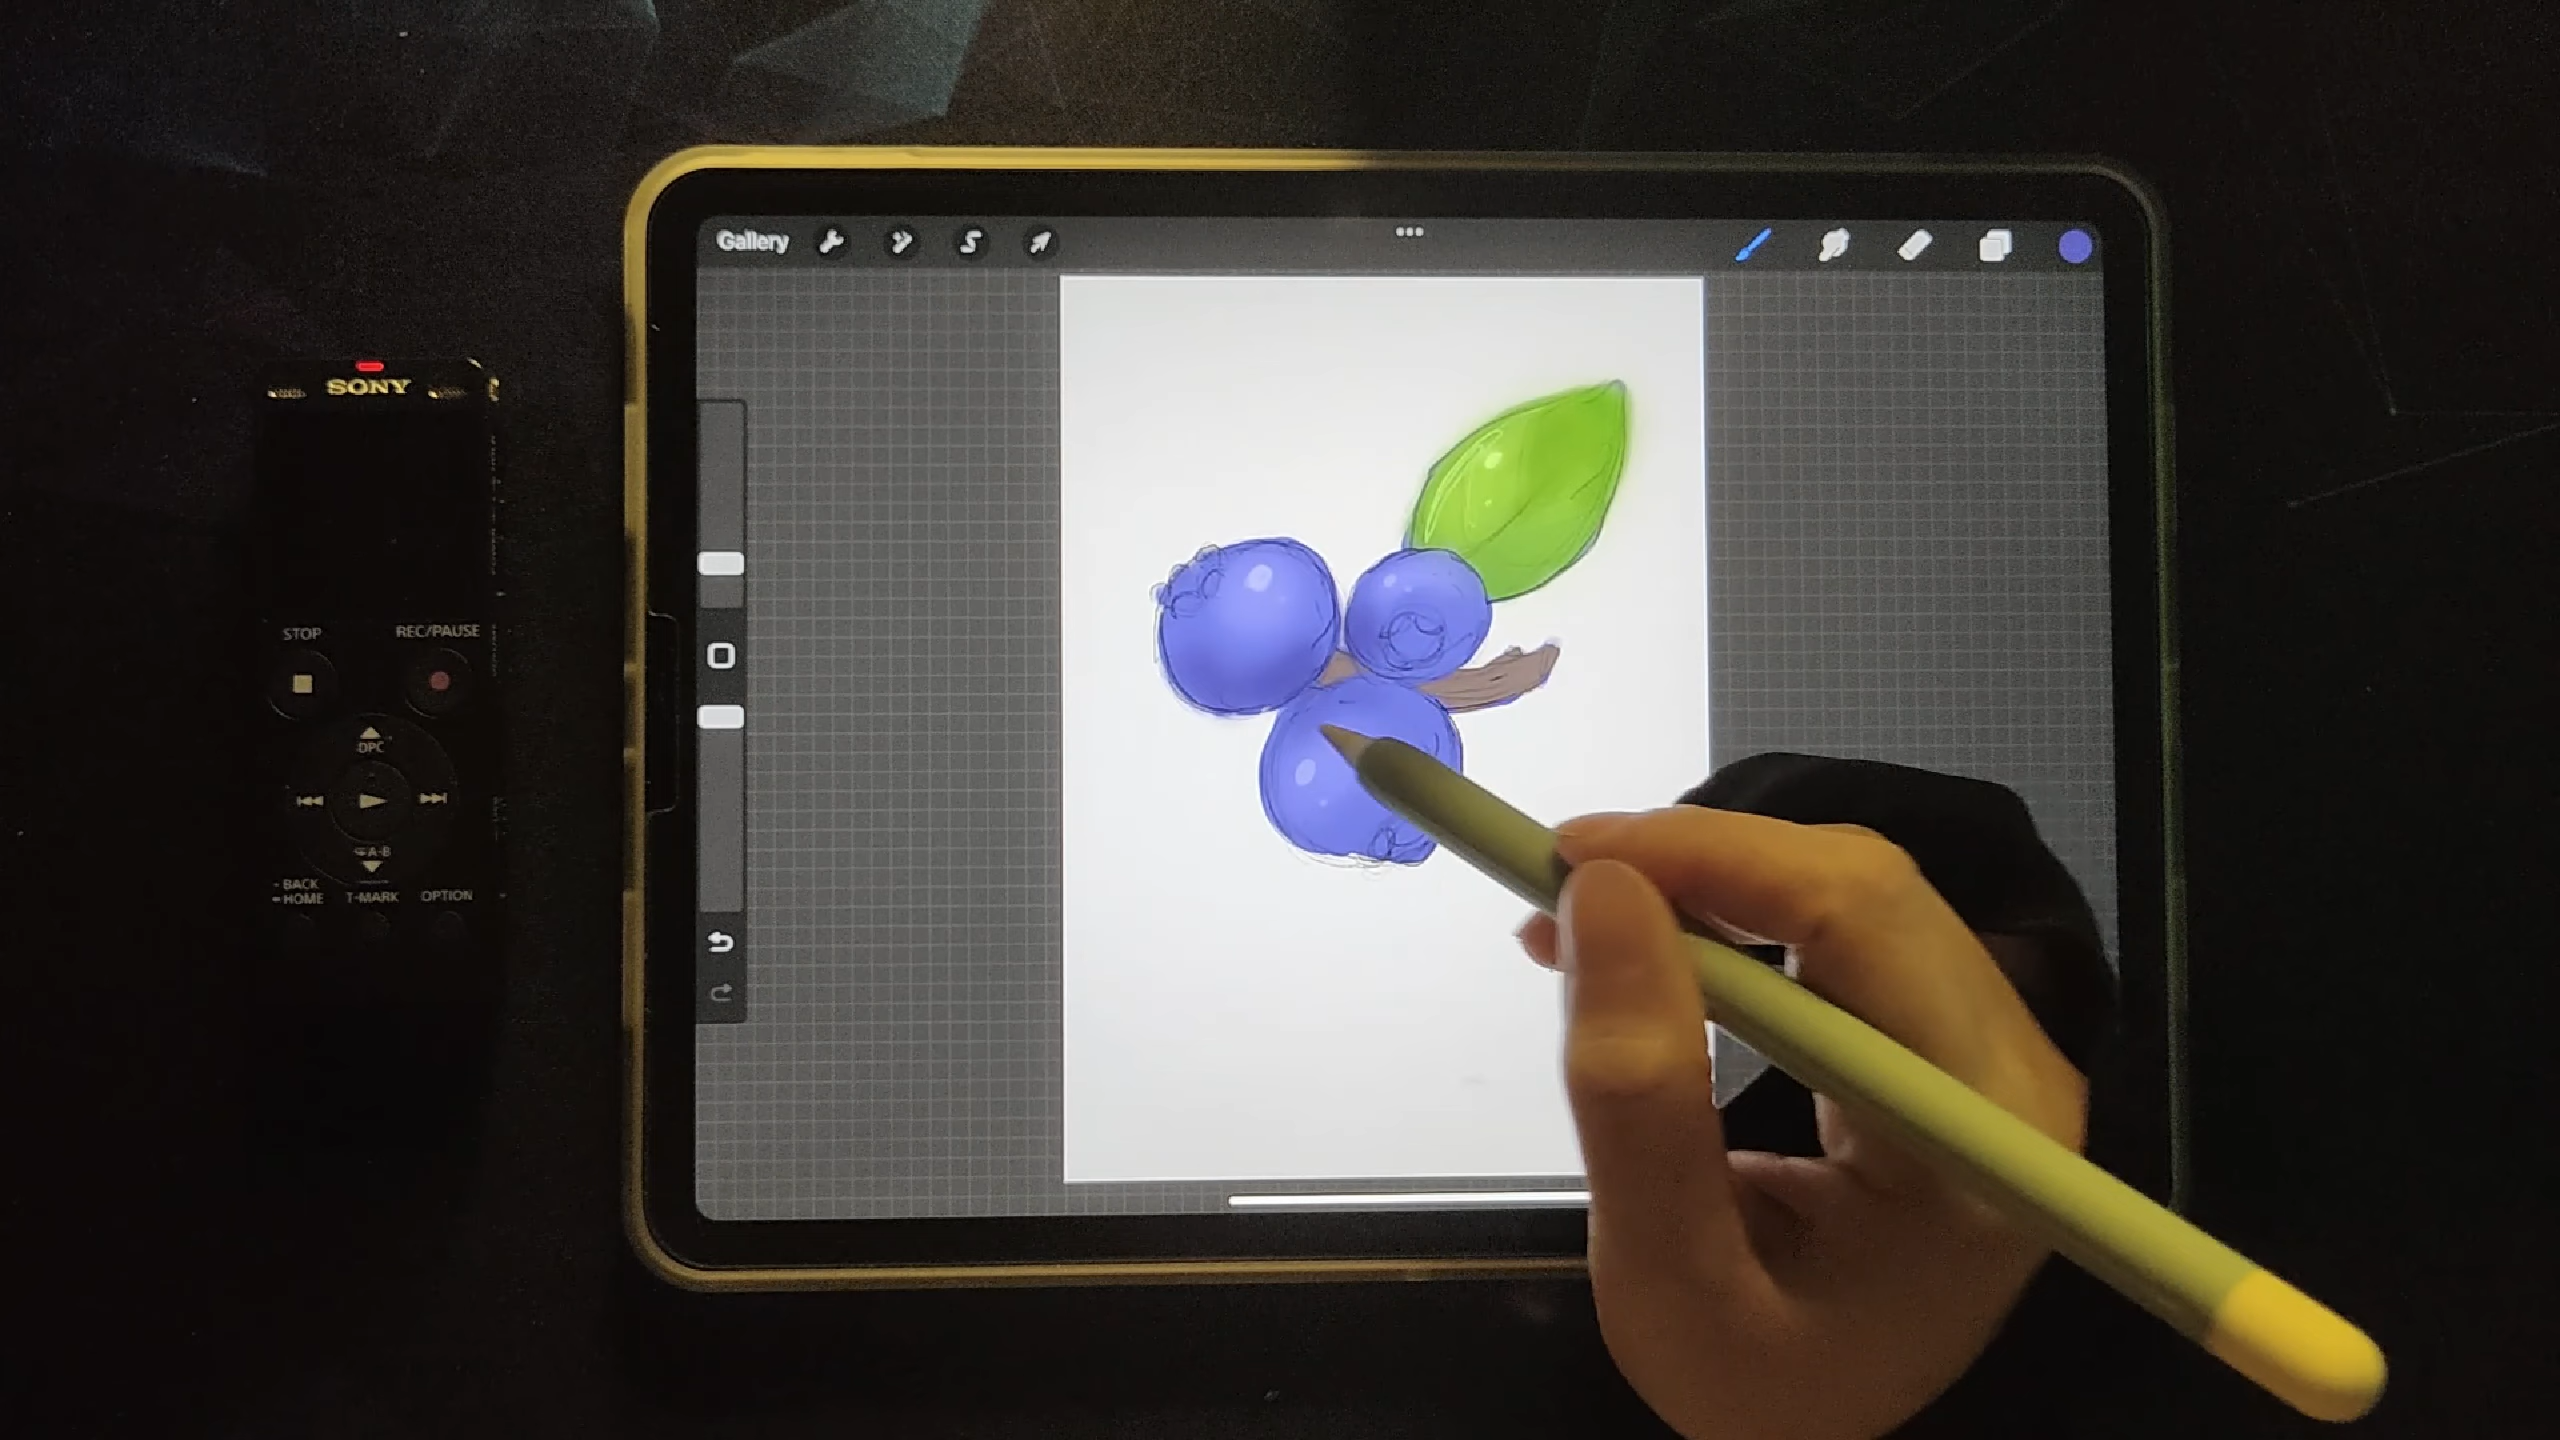 Gallery
SONY
STOP REC/PAUSE
DPC
A-B
BACK
HOME T-MARK OPTION